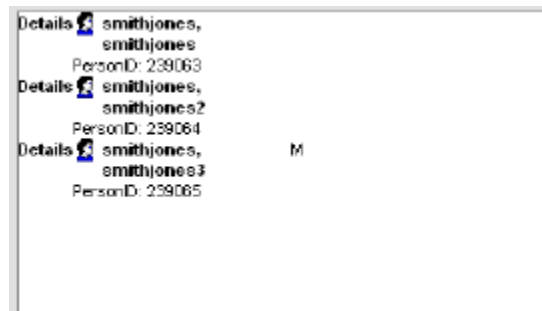 Details smithjones,
smithjones
PersonID: 239063
Details smithjones,
smithjones2
PersonID: 239064
Details smithjones, M
smithjones3
PersonID: 239065